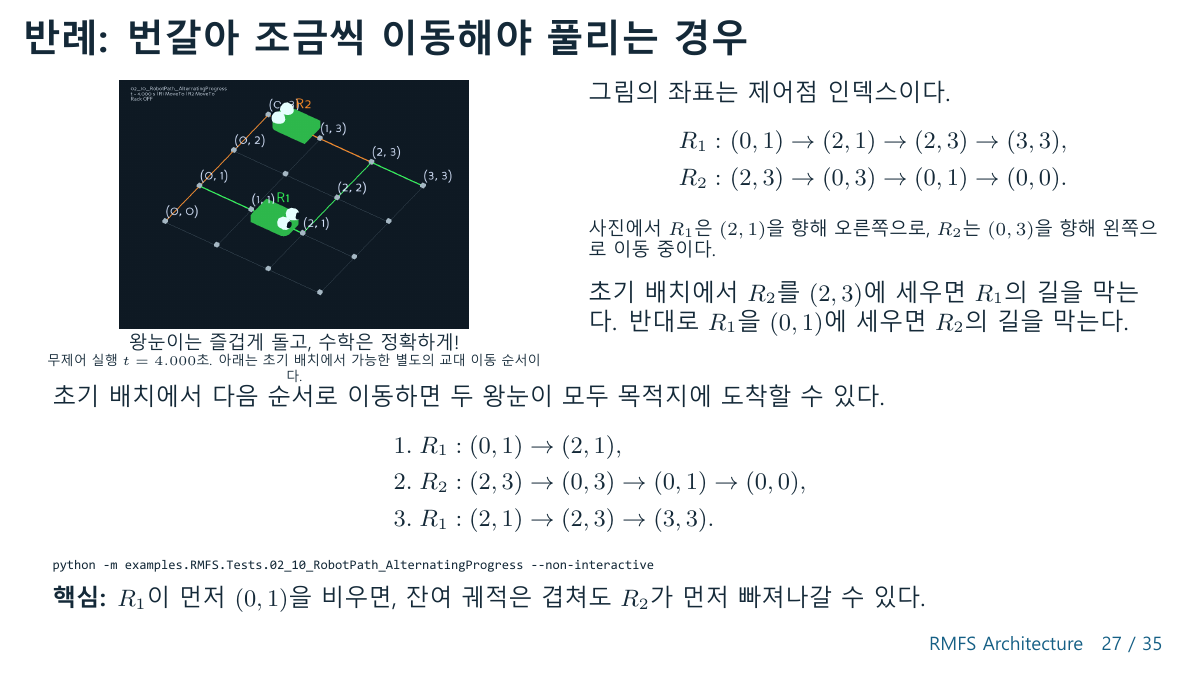 반례: 번갈아 조금씩 이동해야 풀리는 경우
02_10_RobotPath_AlternatingProgress
t=4.000 s |R1 MoveTo |R2 MoveTo
Rack OFF
R2
(1, 3)
(0, 2)
(2, 3)
(0, 1)
(3, 3)
(2, 2)
(1, 1)
R1
(0, 0)
(2, 1)
왕눈이는 즐겁게 돌고, 수학은 정확하게!
무제어 실행 t = 4.000초. 아래는 초기 배치에서 가능한 별도의 교대 이동 순서이
다.
그림의 좌표는 제어점 인덱스이다.
R1 : (0, 1) → (2, 1) → (2, 3) → (3, 3),
R2 : (2, 3) → (0, 3) → (0, 1) → (0, 0).
사진에서 R1은 (2, 1)을 향해 오른쪽으로, R2는 (0, 3)을 향해 왼쪽으
로 이동 중이다.
초기 배치에서 R2를 (2, 3)에 세우면 R1의 길을 막는
다. 반대로 R1을 (0, 1)에 세우면 R2의 길을 막는다.
초기 배치에서 다음 순서로 이동하면 두 왕눈이 모두 목적지에 도착할 수 있다.
1. R1 : (0, 1) → (2, 1),
2. R2 : (2, 3) → (0, 3) → (0, 1) → (0, 0),
3. R1 : (2, 1) → (2, 3) → (3, 3).
python -m examples.RMFS.Tests.02_10_RobotPath_AlternatingProgress --non-interactive
핵심: R1이 먼저 (0, 1)을 비우면, 잔여 궤적은 겹쳐도 R2가 먼저 빠져나갈 수 있다.
RMFS Architecture 27 / 35